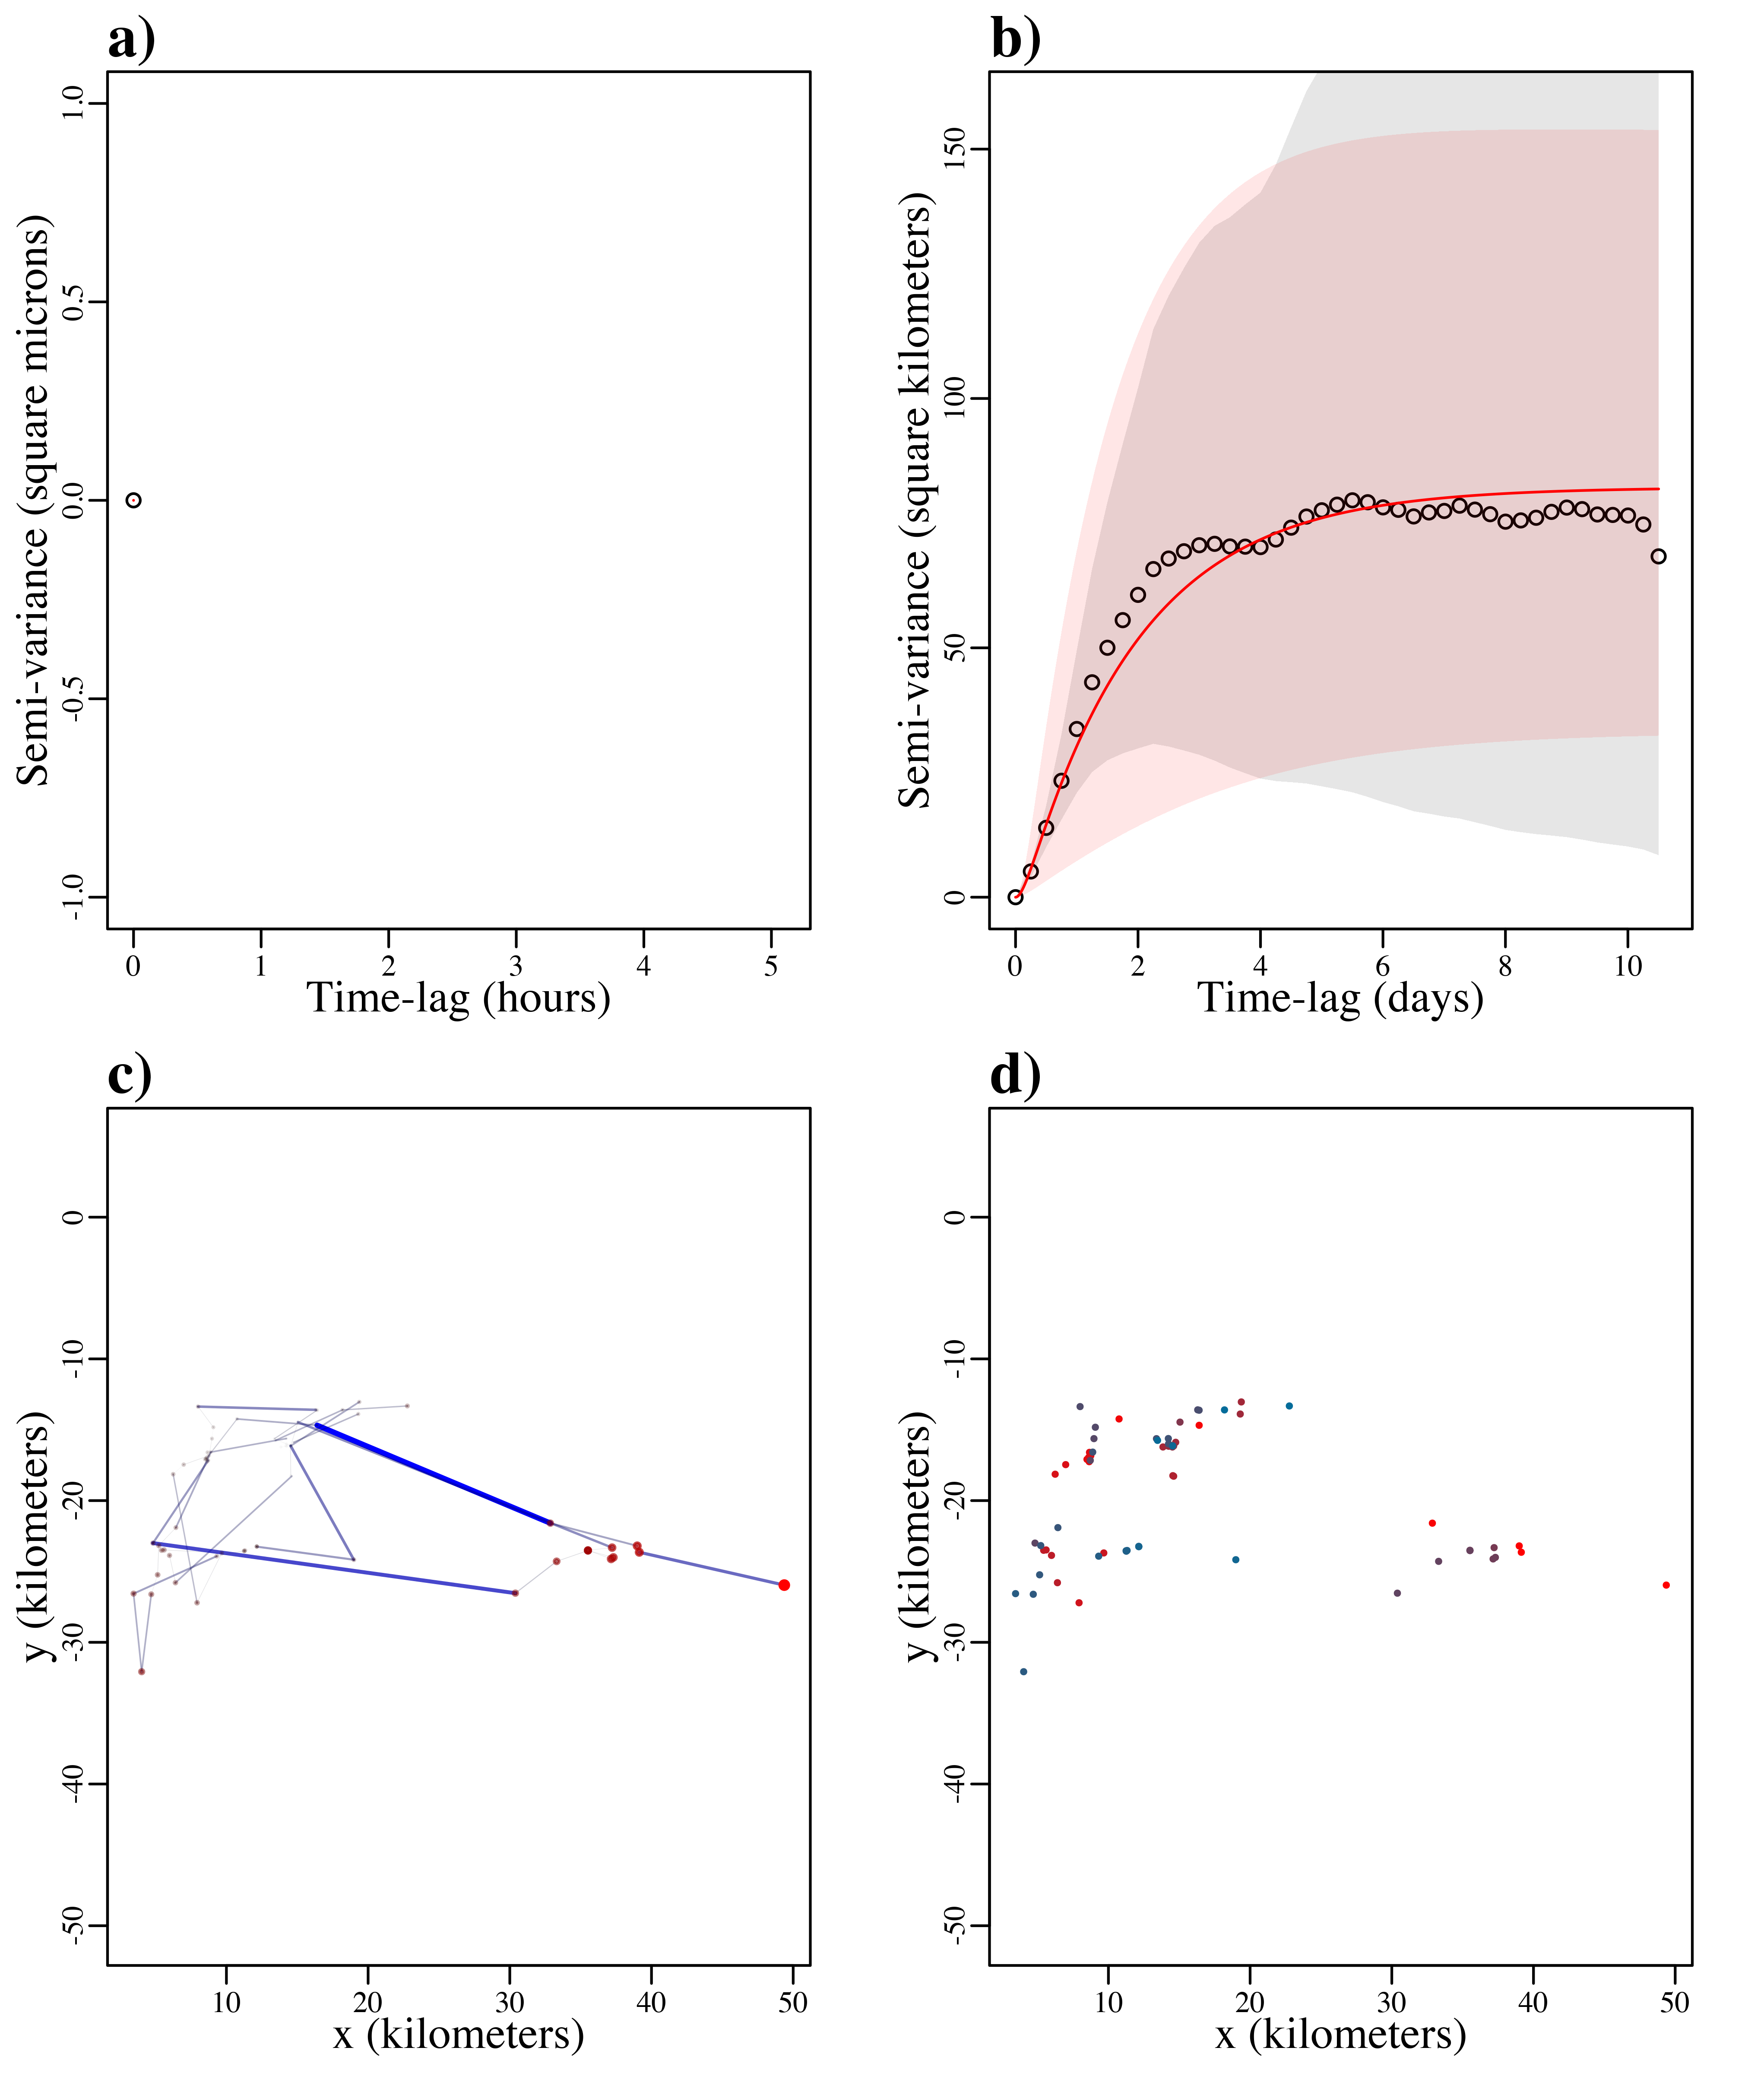 a)
Semi-variance (square microns)
1.0
0.5
0.0
-0.5
-1.0
0 1 2 3 4 5
Time-lag (hours)
b)
Semi-variance (square kilometers)
150
100
50
0
0 2 4 6 8 10
Time-lag (days)
c)
y (kilometers)
0
-10
-20
-30
-40
-50
10 20 30 40 50
x (kilometers)
d)
y (kilometers)
0
-10
-20
-30
-40
-50
10 20 30 40 50
x (kilometers)